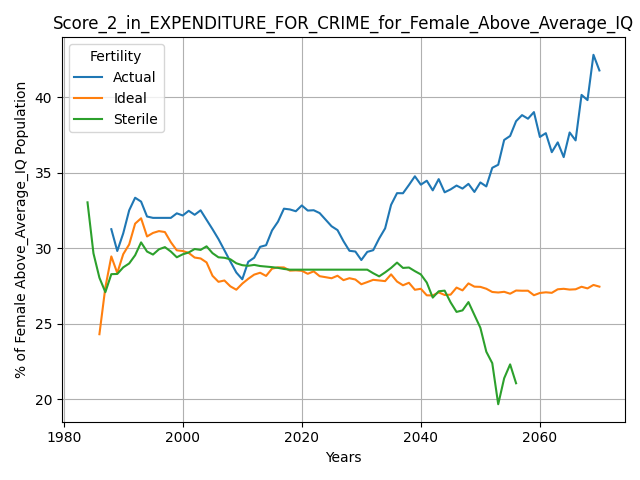 Score_2_in_EXPENDITURE_FOR_CRIME_for_Female_Above_Average_IQ
Fertility
Actual
Ideal
Sterile
% of Female Above_Average_IQ Population
40
35
30
25
20
1980
2000
2020
2040
2060
Years